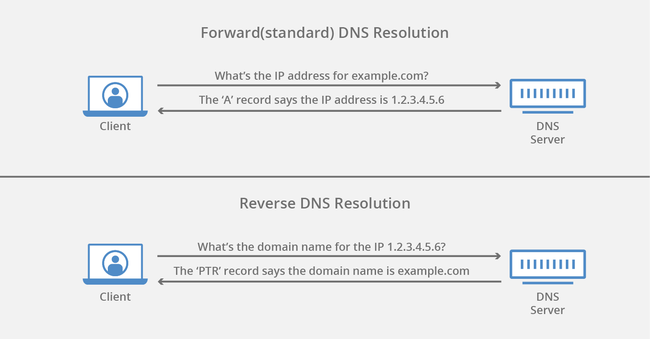 Forward(standard) DNS Resolution
What's the IP address for example.com?
The ‘A’ record says the IP address is 1.2.3.4.5.6
Client
DNS
Server
Reverse DNS Resolution
What's the domain name for the IP 1.2.3.4.5.6?
The ‘PTR’ record says the domain name is example.com
Client
DNS
Server